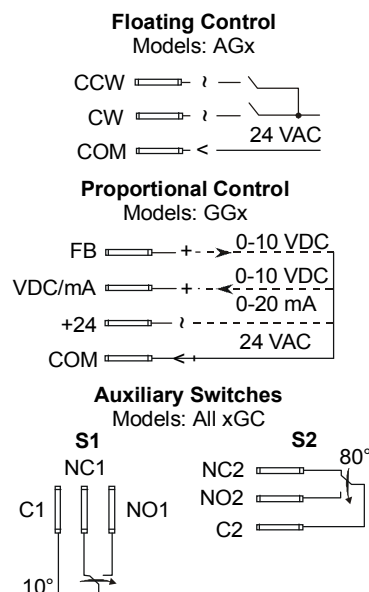 Floating Control
Models: AGx
CCW ~
CW ~
24 VAC
COM <
Proportional Control
Models: GGx
FB + 0-10 VDC
VDC/mA + 0-10 VDC
0-20 mA
+24 ~
24 VAC
COM
Auxiliary Switches
Models: All xGC
S1
S2
NC1
C1
NO1
10°
80°
NC2
NO2
C2